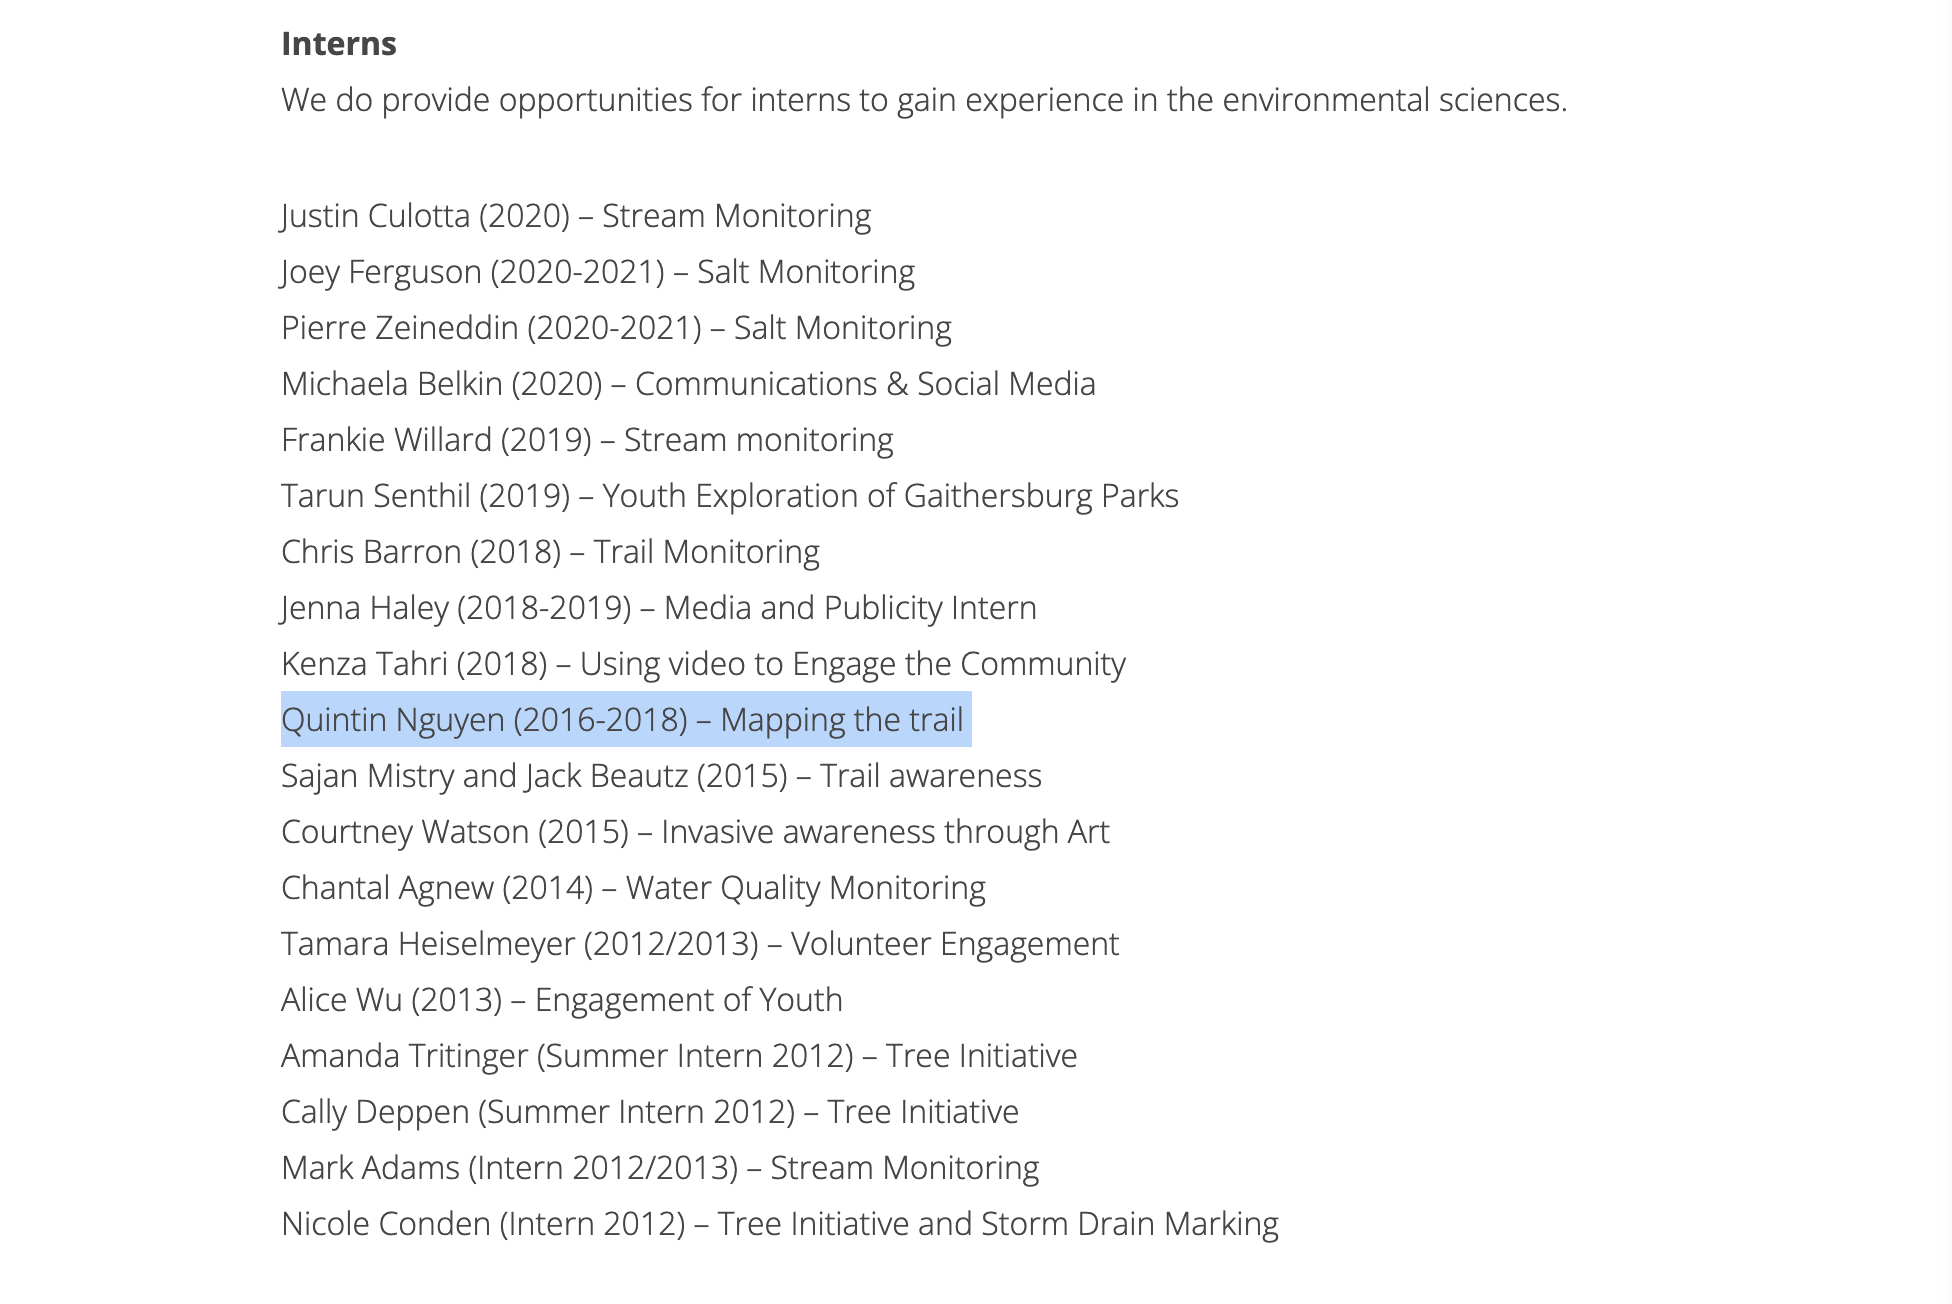 Interns
We do provide opportunities for interns to gain experience in the environmental sciences.
Justin Culotta (2020) – Stream Monitoring
Joey Ferguson (2020-2021) – Salt Monitoring
Pierre Zeineddin (2020-2021) – Salt Monitoring
Michaela Belkin (2020) – Communications & Social Media
Frankie Willard (2019) – Stream monitoring
Tarun Senthil (2019) – Youth Exploration of Gaithersburg Parks
Chris Barron (2018) – Trail Monitoring
Jenna Haley (2018-2019) – Media and Publicity Intern
Kenza Tahri (2018) – Using video to Engage the Community
Quintin Nguyen (2016-2018) – Mapping the trail
Sajan Mistry and Jack Beautz (2015) – Trail awareness
Courtney Watson (2015) – Invasive awareness through Art
Chantal Agnew (2014) – Water Quality Monitoring
Tamara Heiselmeyer (2012/2013) – Volunteer Engagement
Alice Wu (2013) – Engagement of Youth
Amanda Tritinger (Summer Intern 2012) – Tree Initiative
Cally Deppen (Summer Intern 2012) – Tree Initiative
Mark Adams (Intern 2012/2013) – Stream Monitoring
Nicole Conden (Intern 2012) – Tree Initiative and Storm Drain Marking